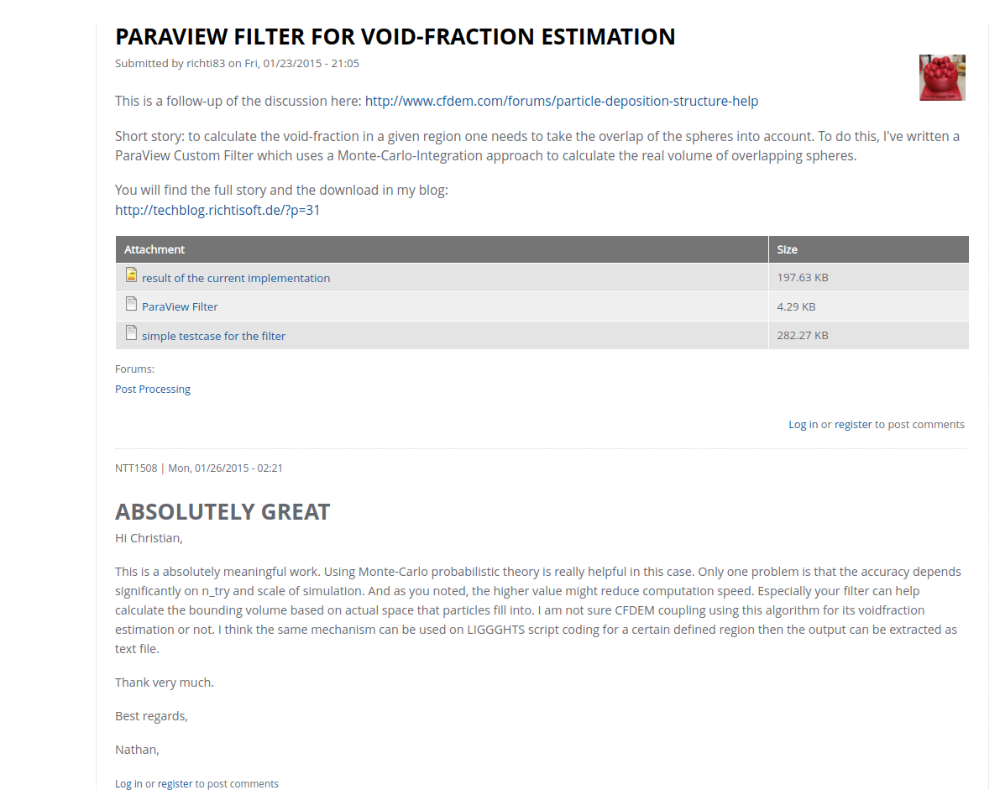 PARAVIEW FILTER FOR VOID-FRACTION ESTIMATION
Submitted by richti83 on Fri, 01/23/2015 - 21:05
This is a follow-up of the discussion here: http://www.cfdem.com/forums/particle-deposition-structure-help
Short story: to calculate the void-fraction in a given region one needs to take the overlap of the spheres into account. To do this, I've written a
ParaView Custom Filter which uses a Monte-Carlo-Integration approach to calculate the real volume of overlapping spheres.
You will find the full story and the download in my blog:
http://techblog.richtisoft.de/?p=31
Attachment Size
result of the current implementation 197.63 KB
ParaView Filter 4.29 KB
simple testcase for the filter 282.27 KB
Forums:
Post Processing
Log in or register to post comments
NTT1508 | Mon, 01/26/2015 - 02:21
ABSOLUTELY GREAT
Hi Christian,
This is a absolutely meaningful work. Using Monte-Carlo probabilistic theory is really helpful in this case. Only one problem is that the accuracy depends
significantly on n_try and scale of simulation. And as you noted, the higher value might reduce computation speed. Especially your filter can help
calculate the bounding volume based on actual space that particles fill into. I am not sure CFDEM coupling using this algorithm for its voidfraction
estimation or not. I think the same mechanism can be used on LIGGGHTS script coding for a certain defined region then the output can be extracted as
text file.
Thank very much.
Best regards,
Nathan,
Log in or register to post comments